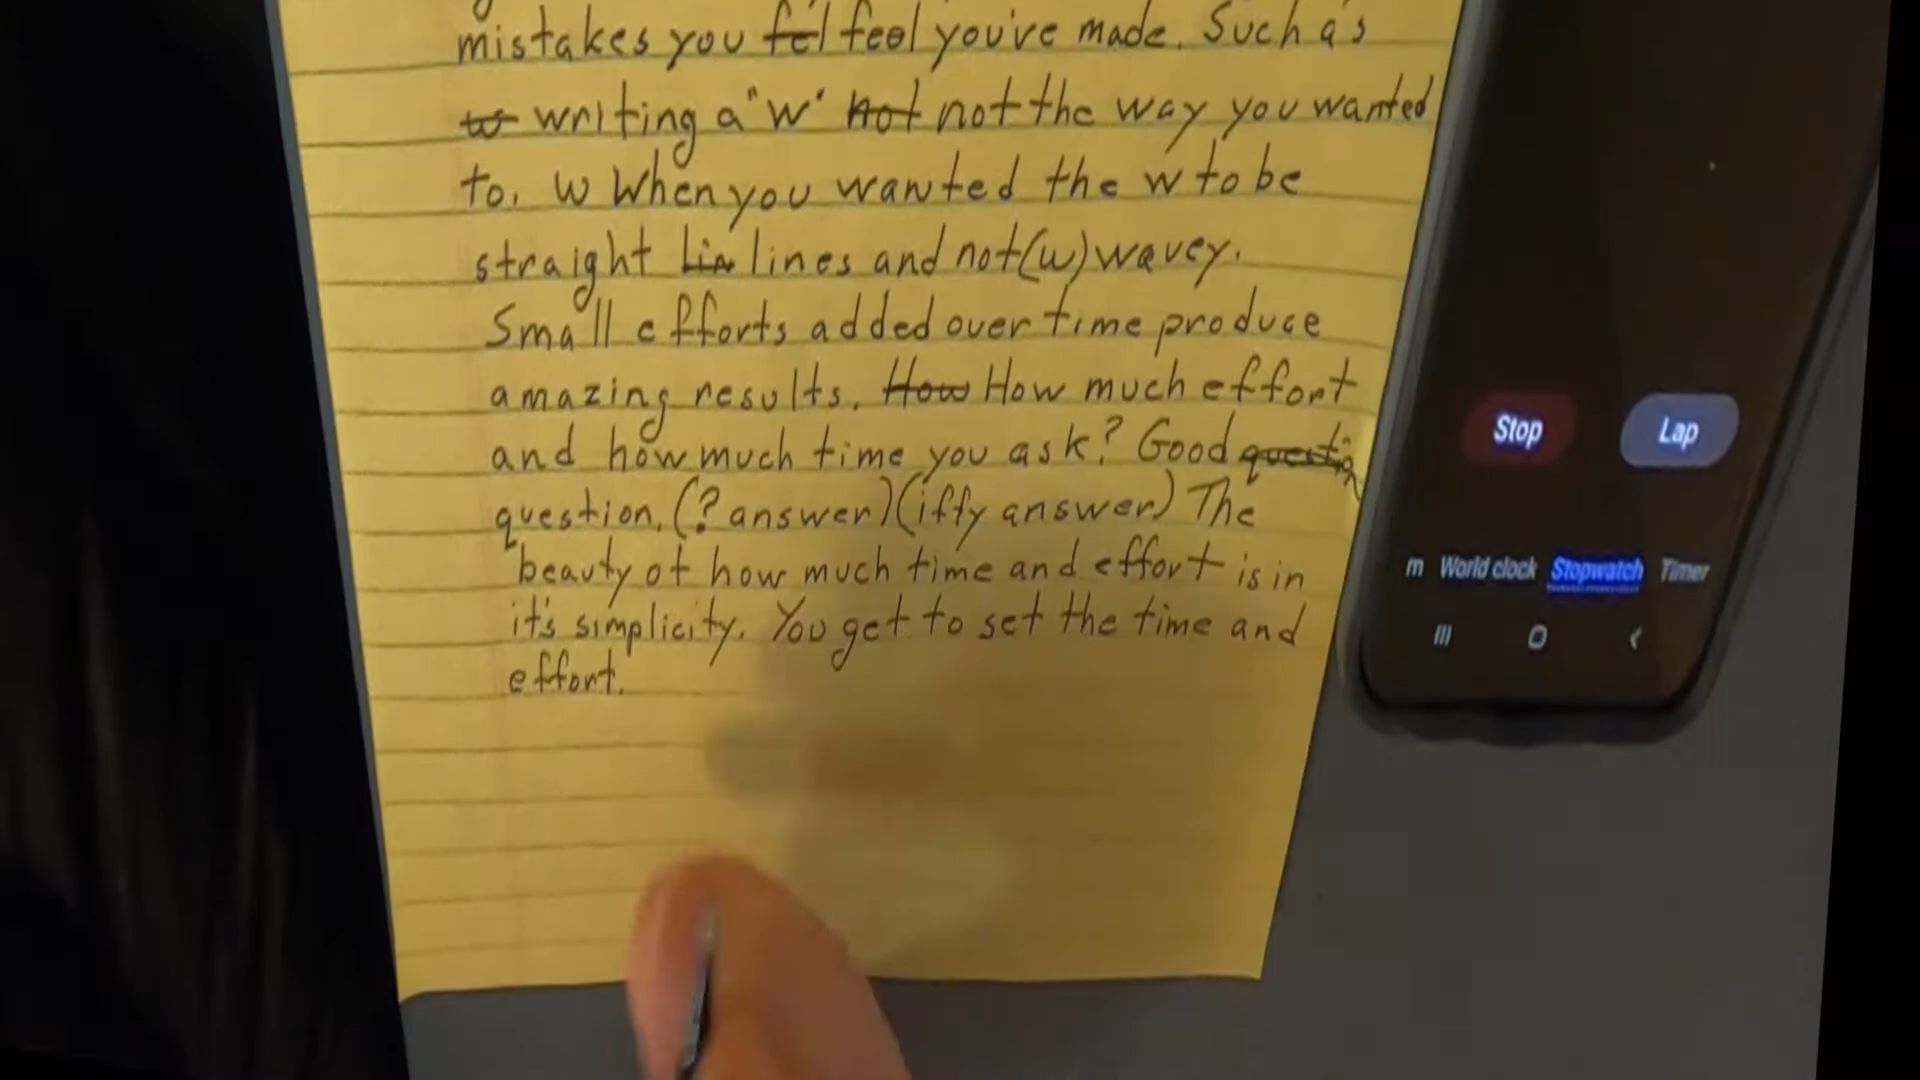 mistakes you fel feel you've made. Such as
w writing a "w" not not the way you wanted
to. W When you wanted the w to be
straight Lin lines and not (w) wavey.
Small efforts added over time produce
amazing results. How How much effort
and how much time you ask? Good questi
question. (? answer) (iffy answer) The
beauty of how much time and effort is in
it's simplicity. You get to set the time and
effort.
Stop Lap
m World clock Stopwatch Timer